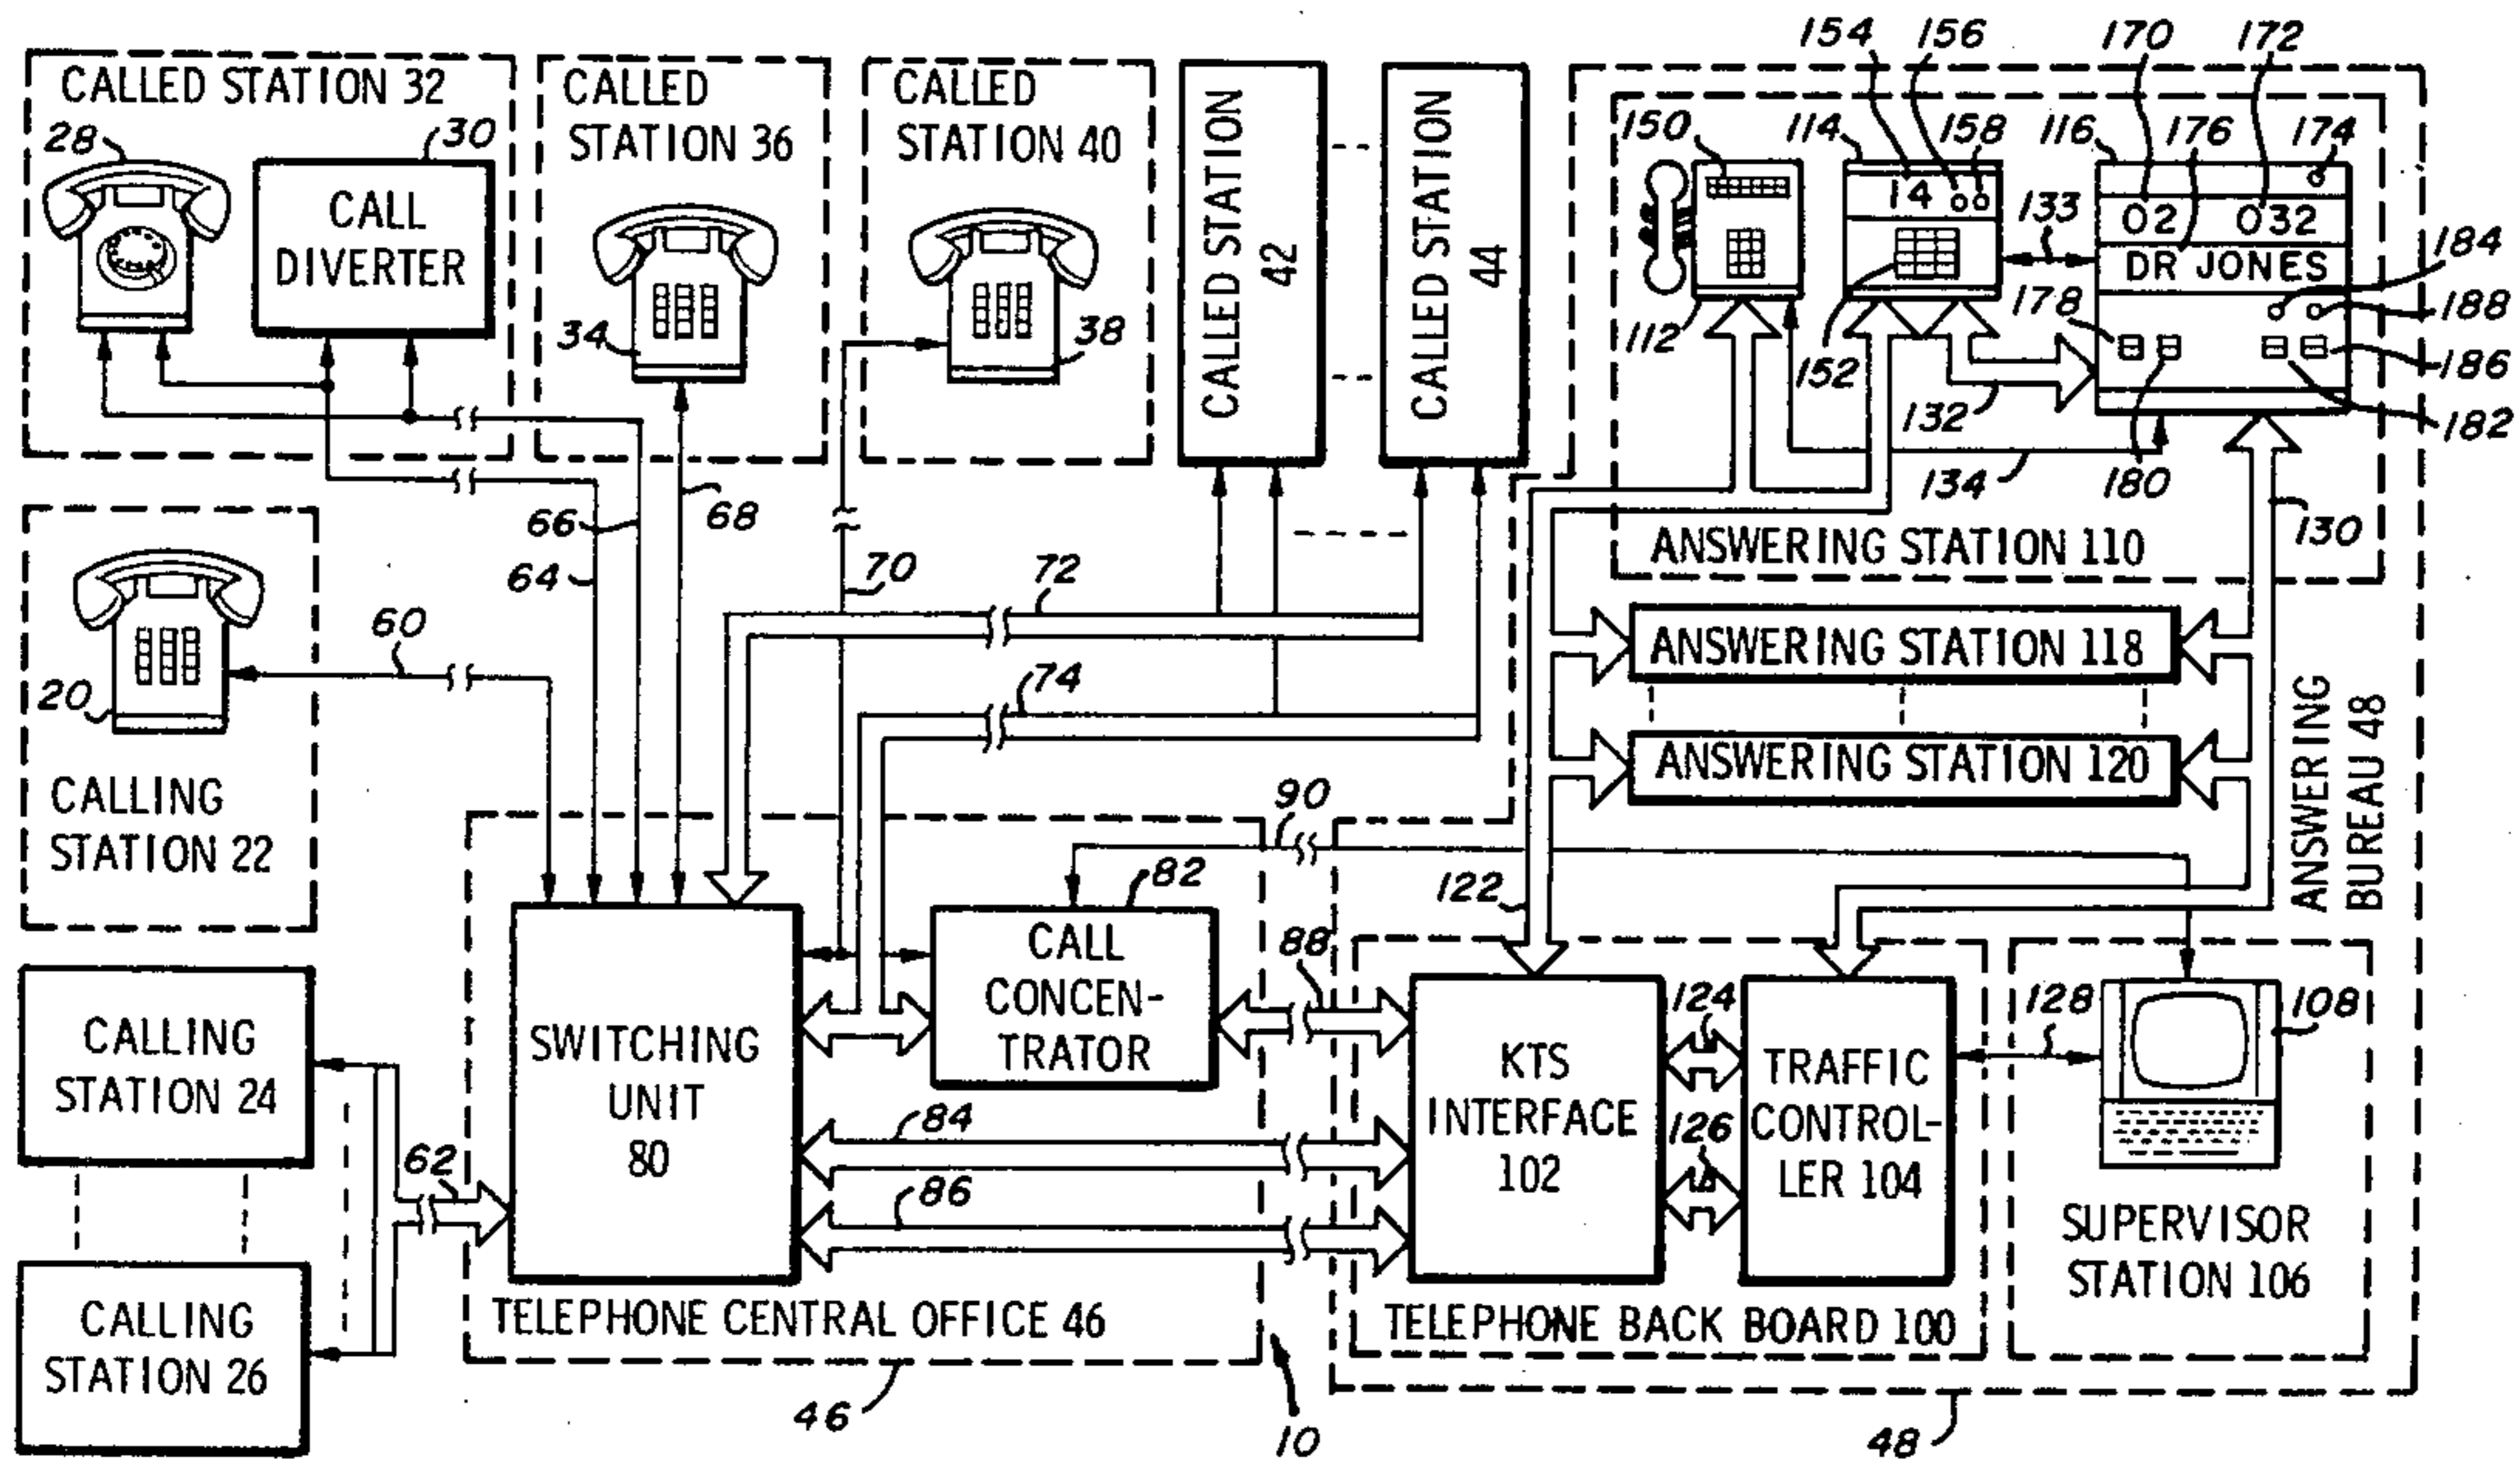 CALLED STATION 32
28
30
CALL
DIVERTER
CALLED
STATION 36
34
CALLED
STATION 40
38
CALLED STATION
42
CALLED STATION
44
154
156
170
172
150
114
158
116
176
174
14
02
032
DR JONES
133
184
178
188
112
152
132
186
182
134
180
130
ANSWERING STATION 110
66
68
64
70
72
60
20
CALLING
STATION 22
74
ANSWERING STATION 118
ANSWERING STATION 120
ANSWERING
BUREAU 48
90
82
122
88
CALL
CONCEN-
TRATOR
SWITCHING
UNIT
80
CALLING
STATION 24
62
84
86
CALLING
STATION 26
KTS
INTERFACE
102
124
126
TRAFFIC
CONTROL-
LER 104
128
108
SUPERVISOR
STATION 106
TELEPHONE CENTRAL OFFICE 46
TELEPHONE BACK BOARD 100
46
10
48